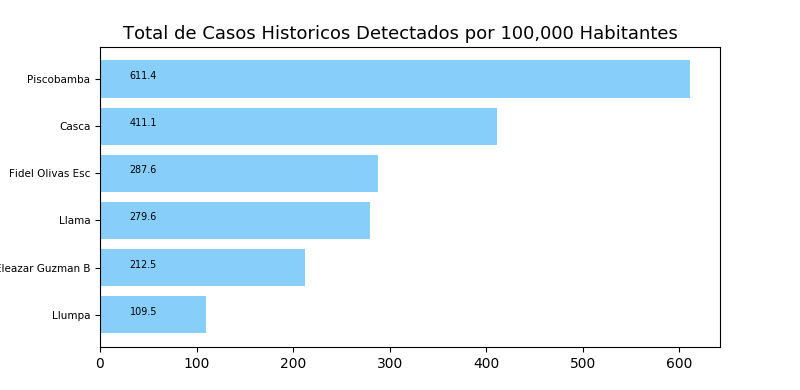 Total de Casos Historicos Detectados por 100,000 Habitantes
Piscobamba 611.4
Casca 411.1
Fidel Olivas Esc 287.6
Llama 279.6
Eleazar Guzman B 212.5
Llumpa 109.5
0 100 200 300 400 500 600